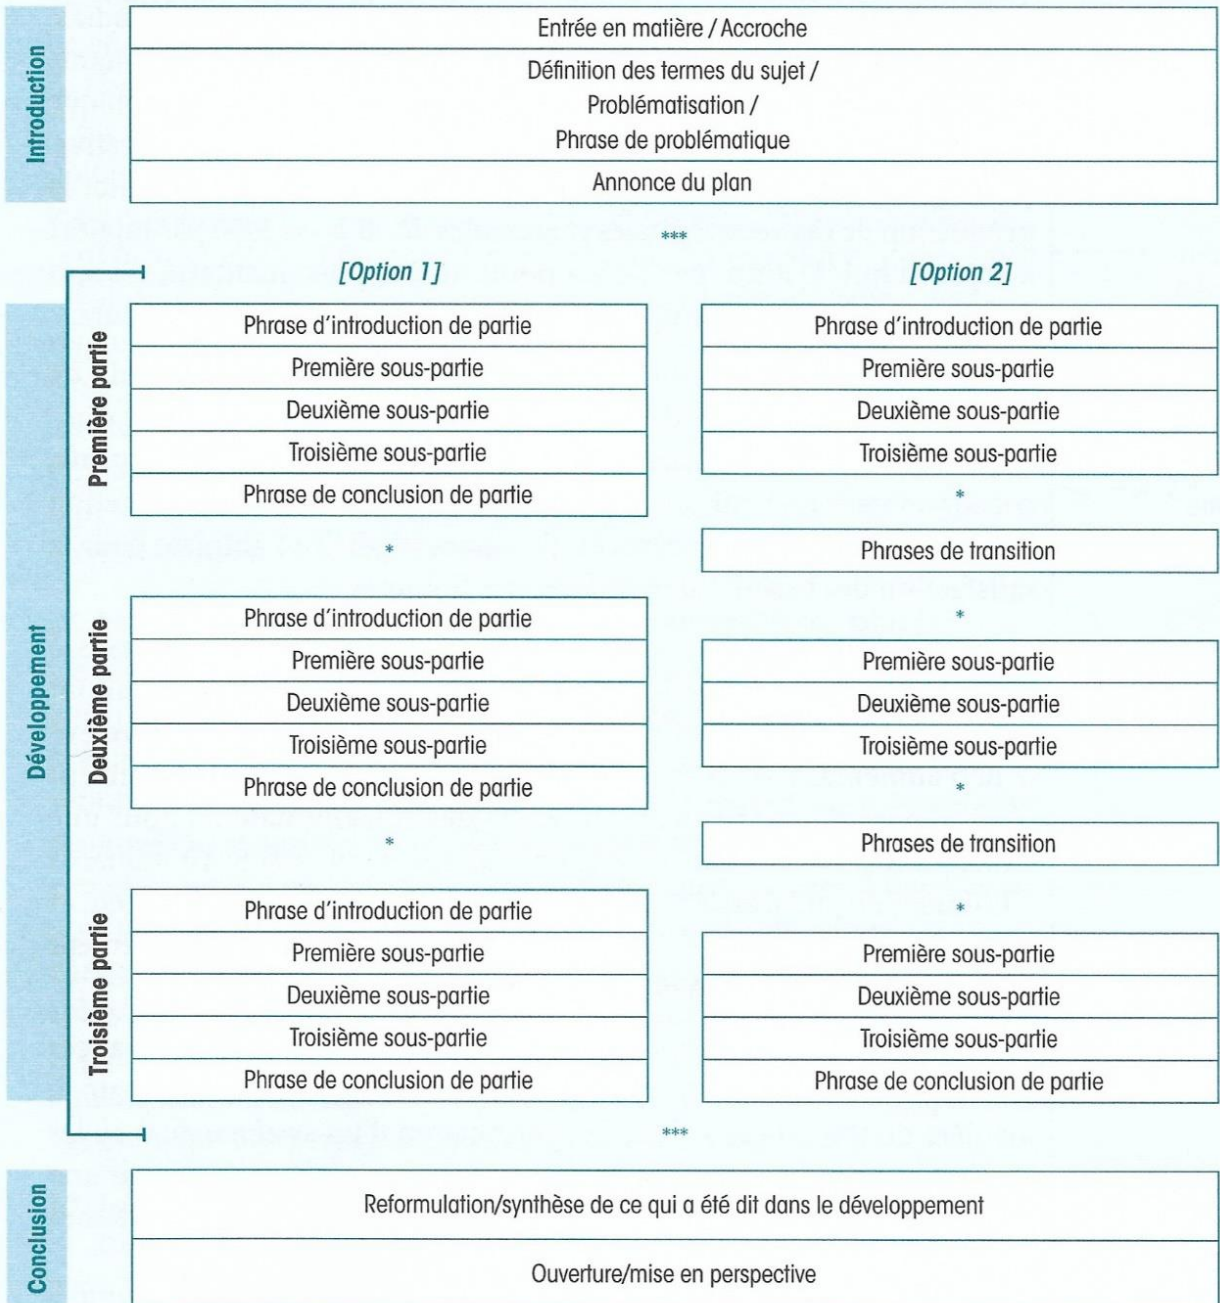 Introduction
Entrée en matière / Accroche
Définition des termes du sujet /
Problématisation /
Phrase de problématique
Annonce du plan
***
Développement
[Option 1]
Première partie
Phrase d'introduction de partie
Première sous-partie
Deuxième sous-partie
Troisième sous-partie
Phrase de conclusion de partie
*
Deuxième partie
Phrase d'introduction de partie
Première sous-partie
Deuxième sous-partie
Troisième sous-partie
Phrase de conclusion de partie
*
Troisième partie
Phrase d'introduction de partie
Première sous-partie
Deuxième sous-partie
Troisième sous-partie
Phrase de conclusion de partie
[Option 2]
Phrase d'introduction de partie
Première sous-partie
Deuxième sous-partie
Troisième sous-partie
*
Phrases de transition
*
Première sous-partie
Deuxième sous-partie
Troisième sous-partie
*
Phrases de transition
*
Première sous-partie
Deuxième sous-partie
Troisième sous-partie
Phrase de conclusion de partie
***
Conclusion
Reformulation/synthèse de ce qui a été dit dans le développement
Ouverture/mise en perspective